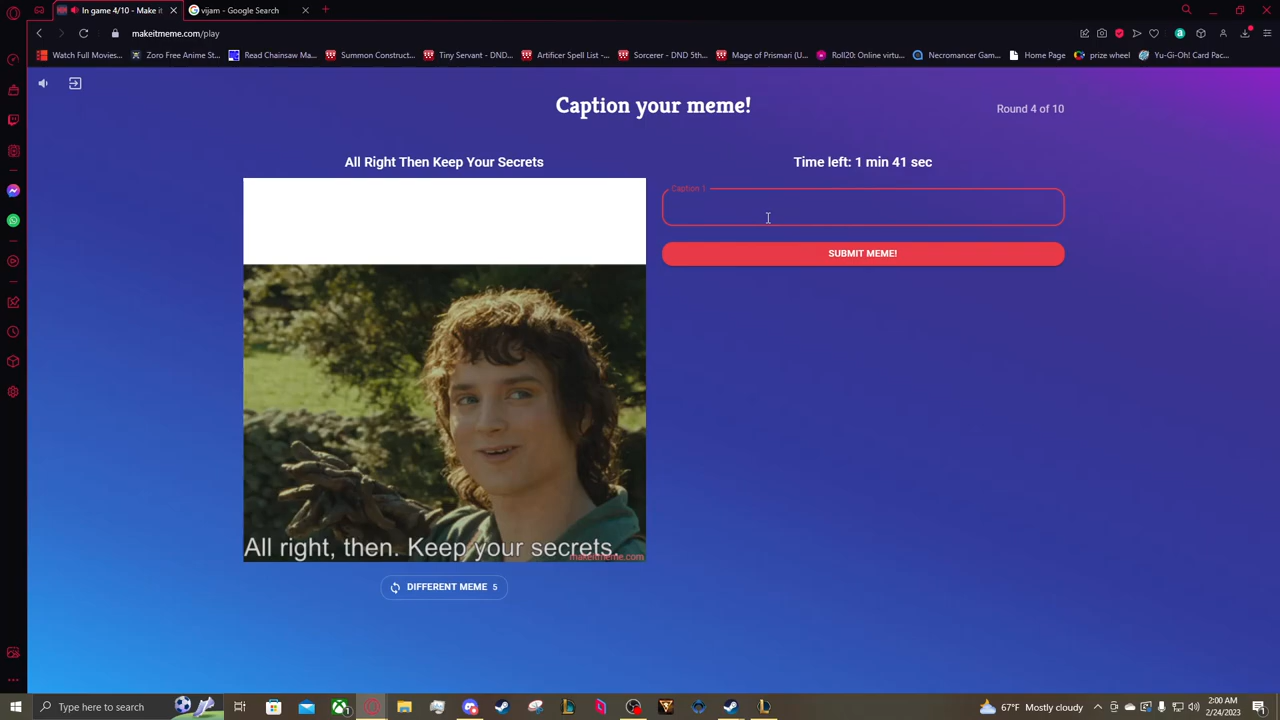 In game 4/10 - Make it
vijam - Google Search
makeitmeme.com/play
Watch Full Movies...
Zoro Free Anime St...
Read Chainsaw Ma...
Summon Construct...
Tiny Servant - DND...
Artificer Spell List -...
Sorcerer - DND 5th...
Mage of Prismari (U...
Roll20: Online virtu...
Necromancer Gam...
Home Page
prize wheel
Yu-Gi-Oh! Card Pac...
Caption your meme!
Round 4 of 10
All Right Then Keep Your Secrets
Time left: 1 min 41 sec
Caption 1
SUBMIT MEME!
All right, then. Keep your secrets.
makeitmeme.com
DIFFERENT MEME 5
Type here to search
67°F Mostly cloudy
2:00 AM
2/24/2023